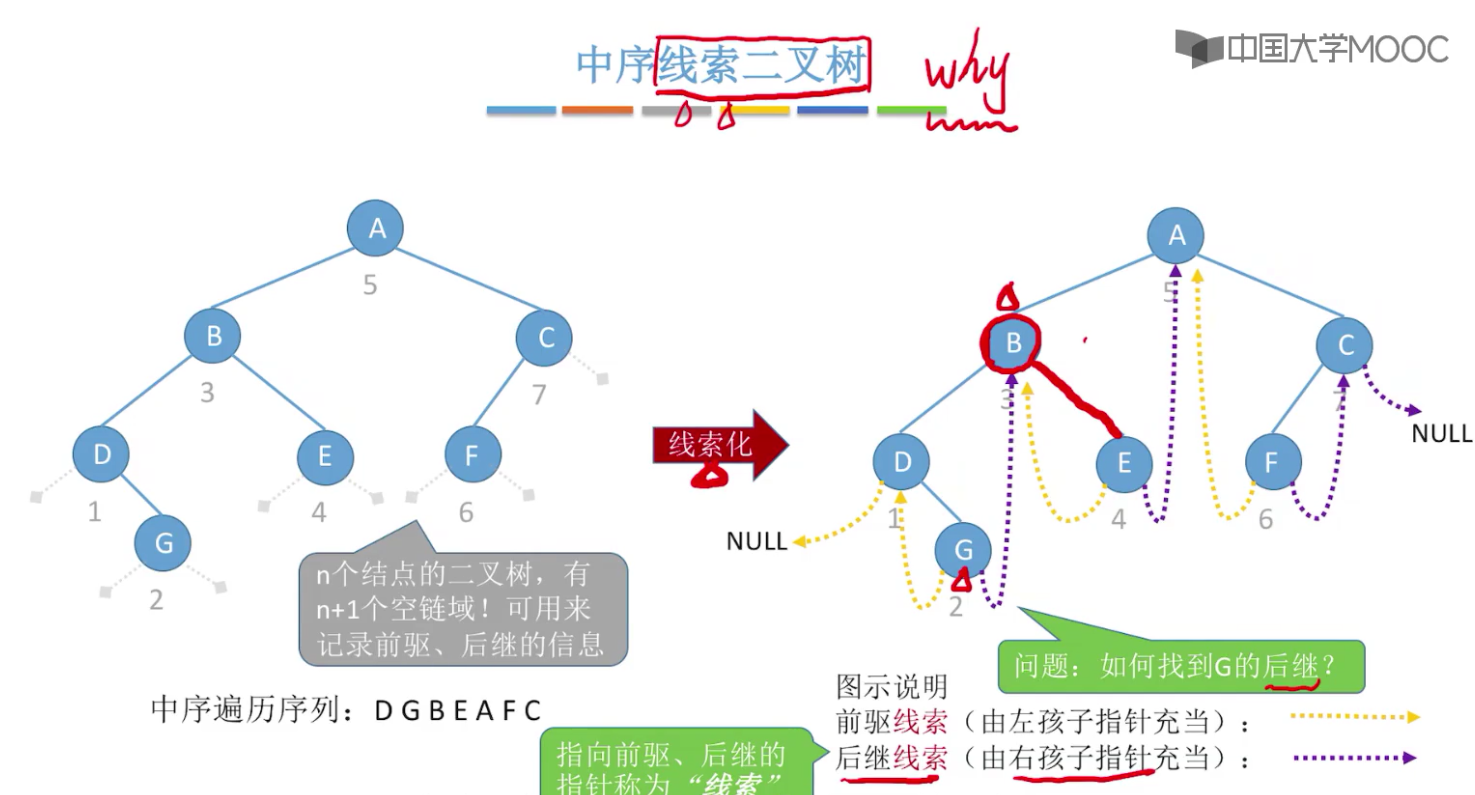 中序线索二叉树
why
中国大学MOOC
A
5
B
C
3
7
D
E
F
1
4
6
G
2
n个结点的二叉树，有
n+1个空链域！可用来
记录前驱、后继的信息
中序遍历序列：D G B E A F C
线索化
A
5
B
C
3
7
NULL
D
E
F
1
4
6
NULL
G
2
问题：如何找到G的后继？
图示说明
前驱线索（由左孩子指针充当）：
后继线索（由右孩子指针充当）：
指向前驱、后继的
指针称为“线索”